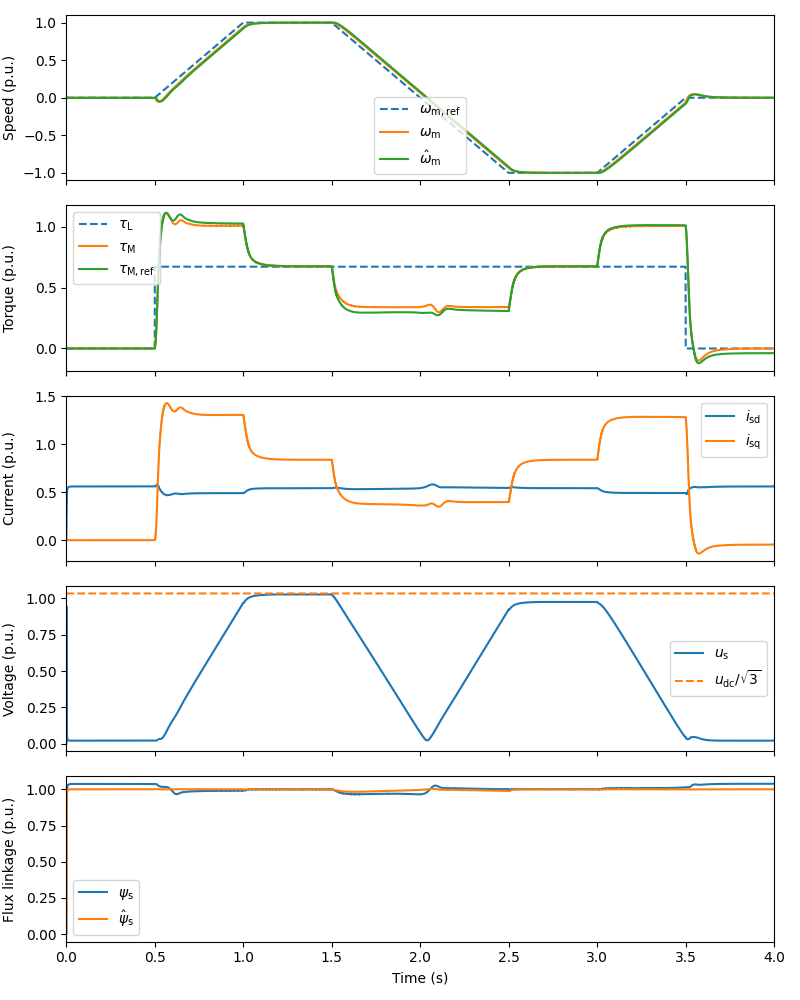 1.0
0.5
0.0
−0.5
−1.0
Speed (p.u.)
ω_m,ref
ω_m
ω̂_m
1.0
0.5
0.0
Torque (p.u.)
τ_L
τ_M
τ_M,ref
1.5
1.0
0.5
0.0
Current (p.u.)
i_sd
i_sq
1.00
0.75
0.50
0.25
0.00
Voltage (p.u.)
u_s
u_dc/√3
1.00
0.75
0.50
0.25
0.00
Flux linkage (p.u.)
ψ_s
ψ̂_s
0.0 0.5 1.0 1.5 2.0 2.5 3.0 3.5 4.0
Time (s)